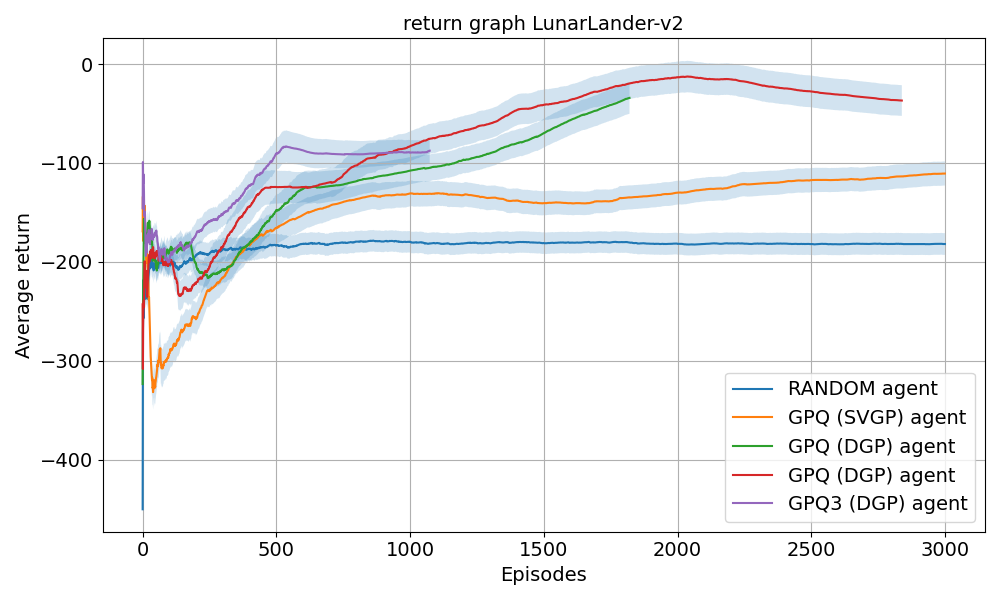 return graph LunarLander-v2
Average return
0
−100
−200
−300
−400
0
500
1000
1500
2000
2500
3000
Episodes
RANDOM agent
GPQ (SVGP) agent
GPQ (DGP) agent
GPQ (DGP) agent
GPQ3 (DGP) agent